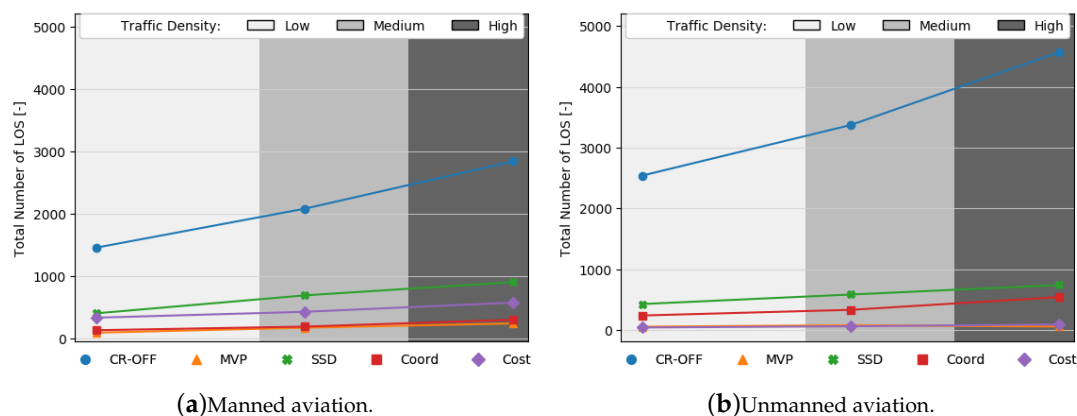 Traffic Density: Low Medium High
5000
4000
3000
2000
1000
0
Total Number of LOS [-]
CR-OFF MVP SSD Coord Cost
(a)Manned aviation.
Traffic Density: Low Medium High
5000
4000
3000
2000
1000
0
Total Number of LOS [-]
CR-OFF MVP SSD Coord Cost
(b)Unmanned aviation.